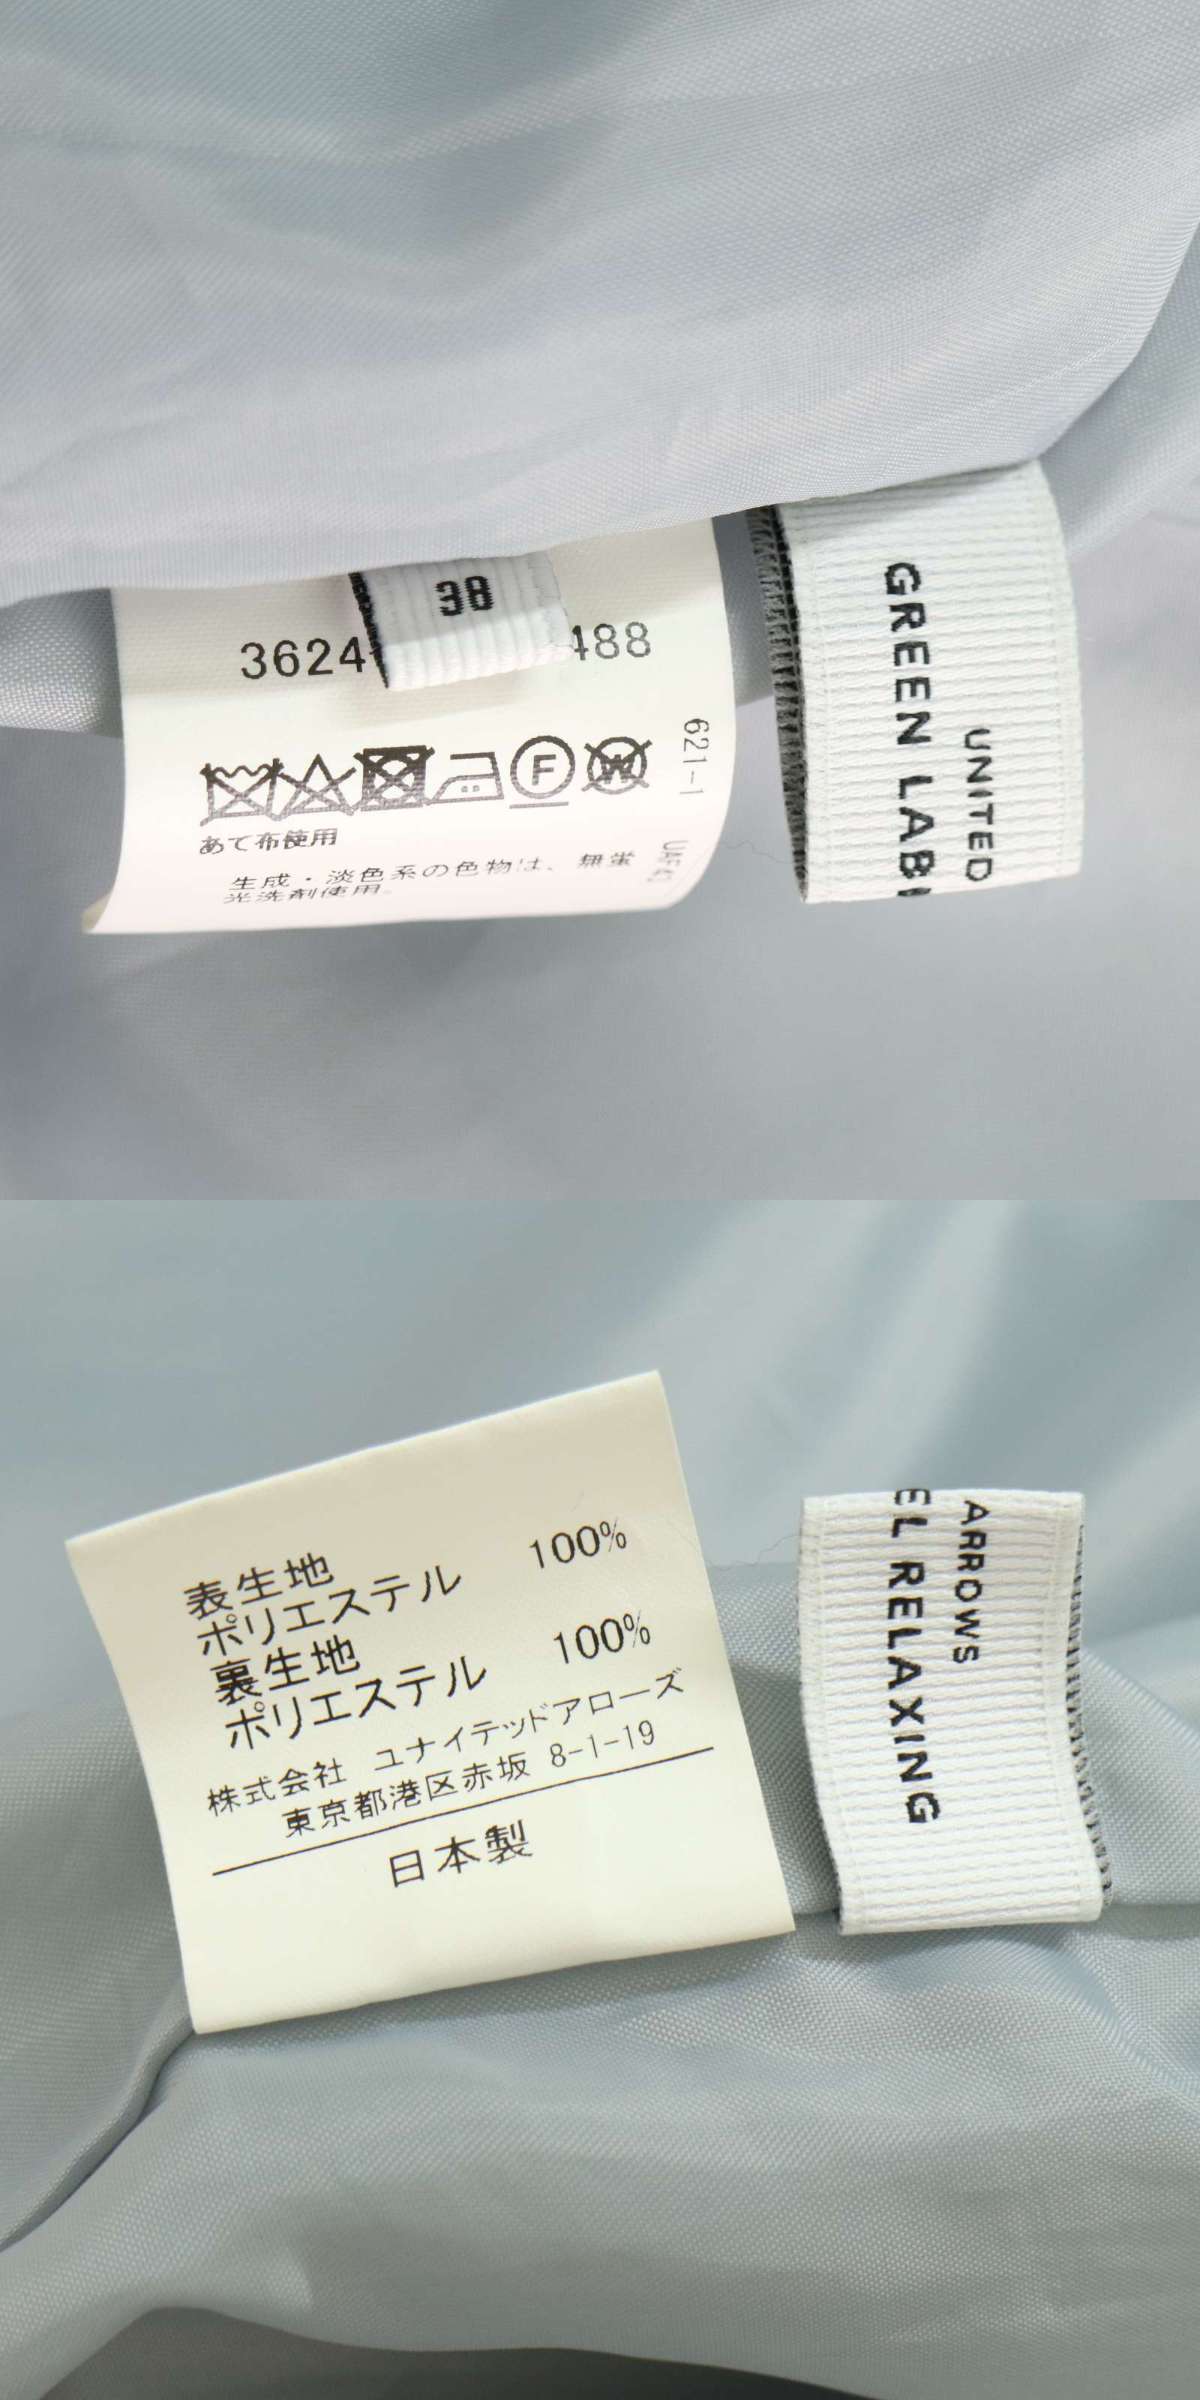 38
3624 488
621-1
F
W
あて布使用
生成・淡色系の色物は、無蛍
光洗剤使用。
UNITED
GREEN LAB
表生地
ポリエステル 100%
裏生地
ポリエステル 100%
株式会社 ユナイテッドアローズ
東京都港区赤坂 8-1-19
日本製
ARROWS
EL RELAXING